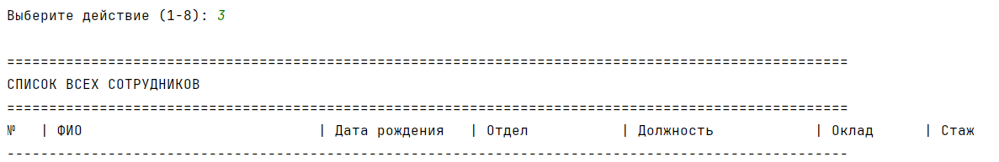 Выберите действие (1-8): 3
====================================================================================================
СПИСОК ВСЕХ СОТРУДНИКОВ
====================================================================================================
№   | ФИО                            | Дата рождения   | Отдел           | Должность            | Оклад      | Стаж
----------------------------------------------------------------------------------------------------